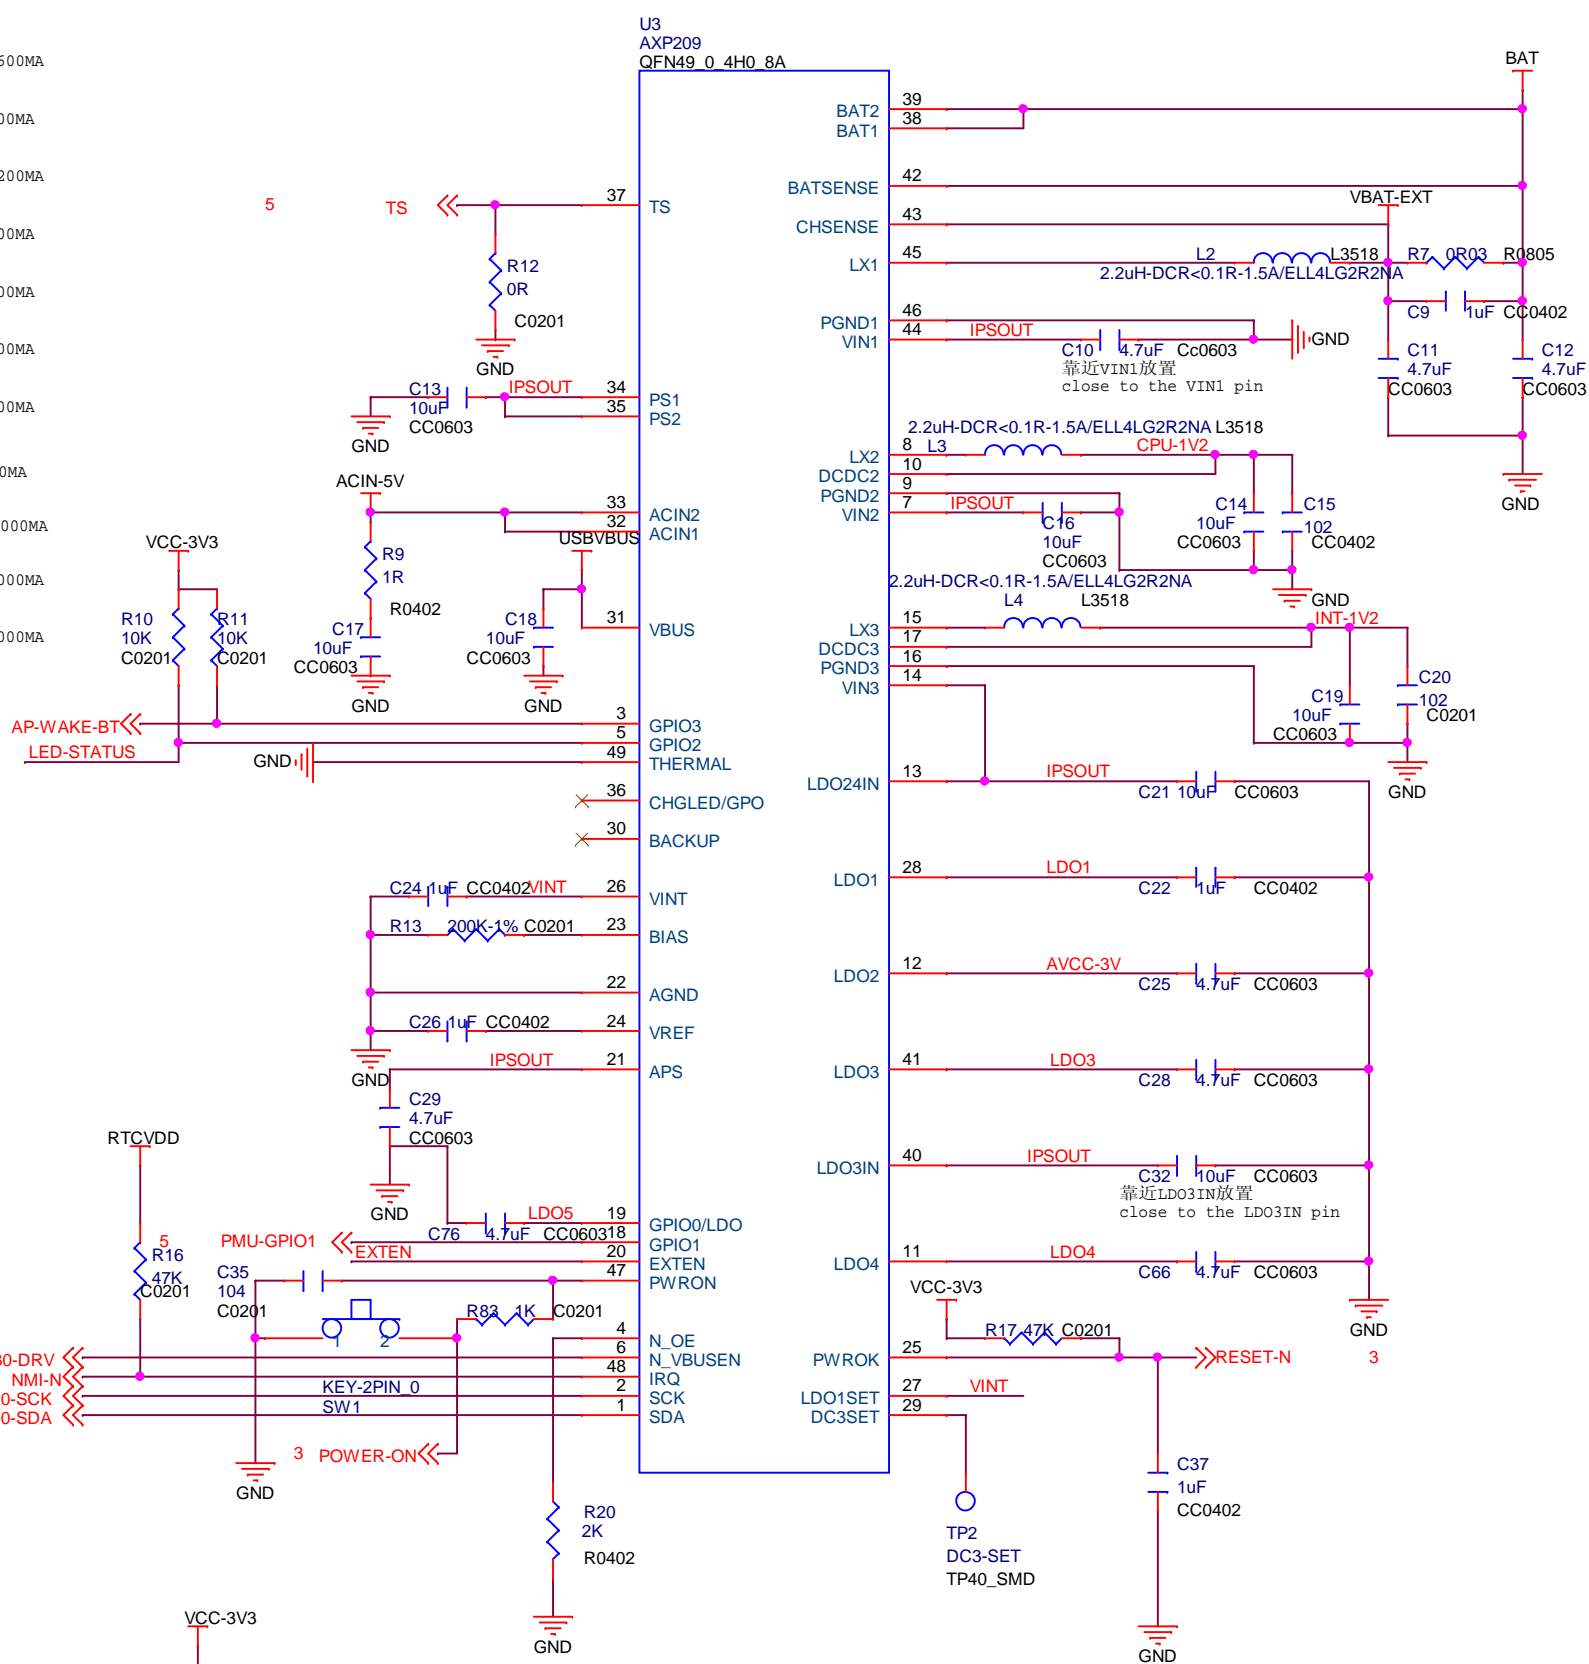 U3
AXP209
QFN49_0_4H0_8A
600MA
00MA
200MA
00MA
00MA
00MA
00MA
0MA
000MA
000MA
000MA
BAT
39
BAT2
38
BAT1
42
BATSENSE
VBAT-EXT
43
CHSENSE
45
LX1
L2
L3518
2.2uH-DCR<0.1R-1.5A/ELL4LG2R2NA
R7 0R03 R0805
C9 1uF CC0402
46
PGND1
44
VIN1
IPSOUT
C10 4.7uF Cc0603
GND
靠近VIN1放置
close to the VIN1 pin
C11
4.7uF
CC0603
C12
4.7uF
CC0603
GND
5 TS
37
TS
R12
0R
C0201
GND
C13
10uF
CC0603
IPSOUT
GND
34
PS1
35
PS2
2.2uH-DCR<0.1R-1.5A/ELL4LG2R2NA L3518
8
LX2
L3
CPU-1V2
10
DCDC2
9
PGND2
7
VIN2
IPSOUT
C16
10uF
CC0603
C14
10uF
CC0603
C15
102
CC0402
GND
ACIN-5V
33
ACIN2
32
ACIN1
R9
1R
R0402
C17
10uF
CC0603
GND
USBVBUS
C18
10uF
CC0603
GND
31
VBUS
VCC-3V3
R10
10K
C0201
R11
10K
C0201
2.2uH-DCR<0.1R-1.5A/ELL4LG2R2NA
L4 L3518
15
LX3
INT-1V2
17
DCDC3
16
PGND3
14
VIN3
C19
10uF
CC0603
C20
102
C0201
GND
AP-WAKE-BT
3
GPIO3
LED-STATUS
5
GPIO2
GND
49
THERMAL
36
CHGLED/GPO
30
BACKUP
13
LDO24IN
IPSOUT
C21 10uF CC0603
28
LDO1
LDO1
C22 1uF CC0402
12
LDO2
AVCC-3V
C25 4.7uF CC0603
41
LDO3
LDO3
C28 4.7uF CC0603
40
LDO3IN
IPSOUT
C32 10uF CC0603
靠近LDO3IN放置
close to the LDO3IN pin
11
LDO4
LDO4
C66 4.7uF CC0603
GND
C24 1uF CC0402 VINT
26
VINT
R13 200K-1% C0201
23
BIAS
22
AGND
C26 1uF CC0402
24
VREF
GND
IPSOUT
21
APS
C29
4.7uF
CC0603
GND
C76 4.7uF CC0603
LDO5
19
GPIO0/LDO
5 PMU-GPIO1
18
GPIO1
EXTEN
20
EXTEN
47
PWRON
RTCVDD
R16
47K
C0201
C35
104
C0201
1 2
R83 1K C0201
4
N_OE
6
N_VBUSEN
48
IRQ
2
SCK
1
SDA
0-DRV
NMI-N
0-SCK
0-SDA
KEY-2PIN_0
SW1
3 POWER-ON
GND
R20
2K
R0402
GND
VCC-3V3
R17 47K C0201
25
PWROK
RESET-N
3
27
LDO1SET
VINT
29
DC3SET
TP2
DC3-SET
TP40_SMD
C37
1uF
CC0402
GND
VCC-3V3